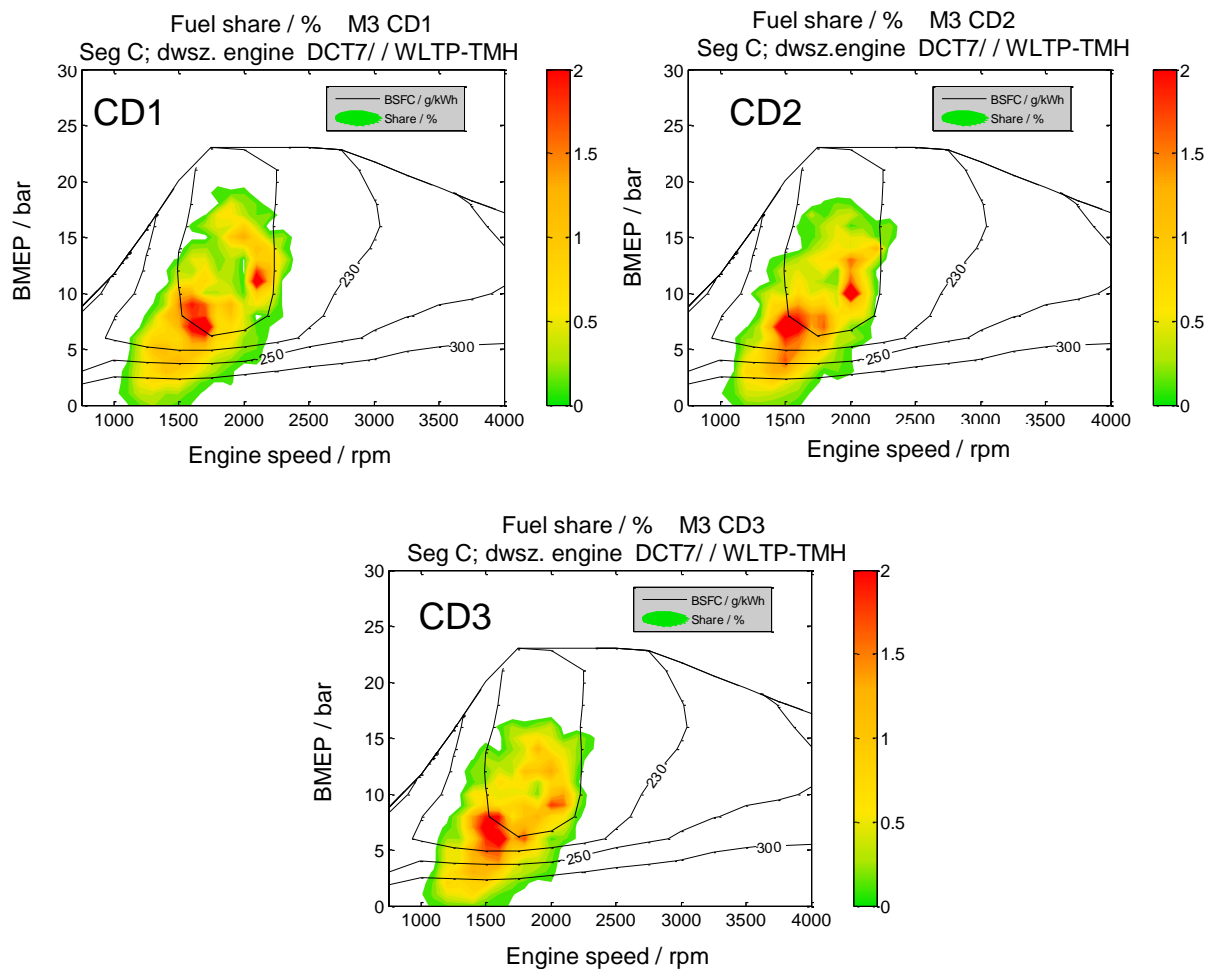 Fuel share / % M3 CD1
Seg C; dwsz. engine DCT7/ / WLTP-TMH
30
25
20
15
10
5
0
BMEP / bar
CD1
BSFC / g/kWh
Share / %
230
250
300
1000 1500 2000 2500 3000 3500 4000
Engine speed / rpm
2
1.5
1
0.5
0
Fuel share / % M3 CD2
Seg C; dwsz.engine DCT7/ / WLTP-TMH
30
25
20
15
10
5
0
BMEP / bar
CD2
BSFC / g/kWh
Share / %
230
250
300
1000 1500 2000 2500 3000 3500 4000
Engine speed / rpm
2
1.5
1
0.5
0
Fuel share / % M3 CD3
Seg C; dwsz. engine DCT7/ / WLTP-TMH
30
25
20
15
10
5
0
BMEP / bar
CD3
BSFC / g/kWh
Share / %
230
250
300
1000 1500 2000 2500 3000 3500 4000
Engine speed / rpm
2
1.5
1
0.5
0